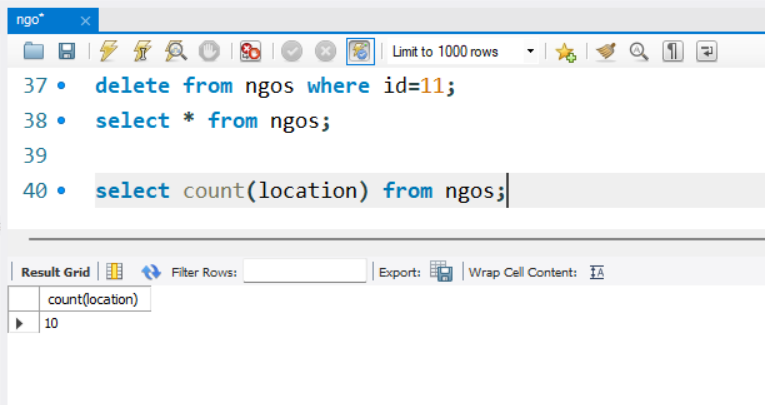 ngo*
Limit to 1000 rows
37 delete from ngos where id=11;
38 select * from ngos;
39
40 select count(location) from ngos;
Result Grid Filter Rows: Export: Wrap Cell Content: IA
count(location)
10